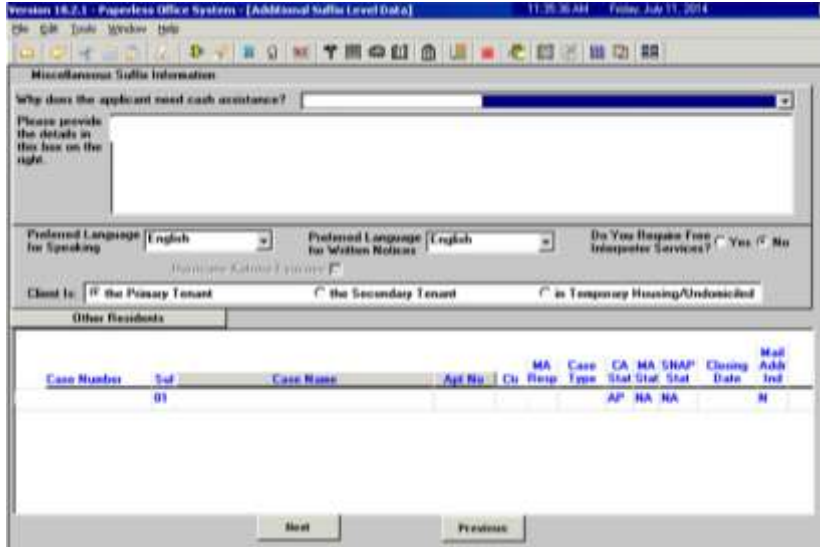 Version 18.2.1 - Paperless Office System - [Additional Suffix Level Data] 11:35:36 AM Friday, July 11, 2014
File Edit Tools Window Help
Miscellaneous Suffix Information
Why does the applicant need cash assistance?
Please provide
the details in
this box on the
right.
Preferred Language for Speaking English Preferred Language for Written Notices English Do You Require Free Interpreter Services? Yes No
Hurricane Katrina Evacuee
Client Is: the Primary Tenant the Secondary Tenant in Temporary Housing/Undomiciled
Other Residents
Case Number Suf Case Name Apt No Cn MA Resp Case Type CA Stat MA Stat SNAP Stat Closing Date Mail Addr Ind
01 AP NA NA N
Next Previous